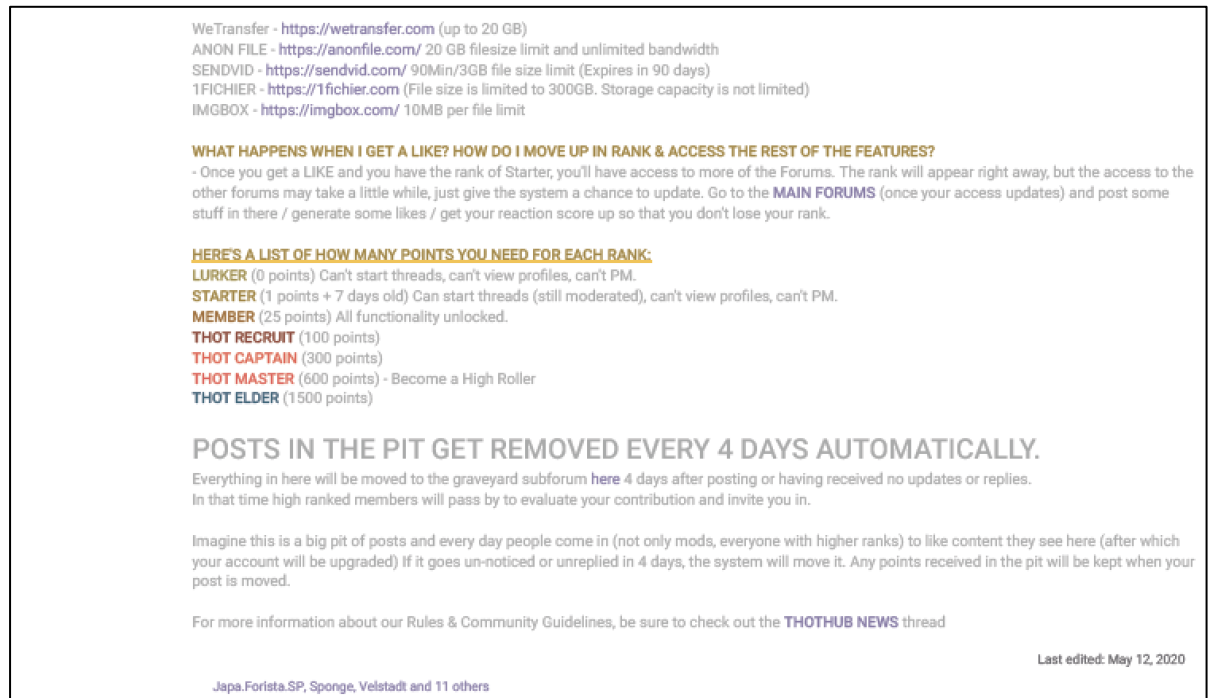 WeTransfer - https://wetransfer.com (up to 20 GB)
ANON FILE - https://anonfile.com/ 20 GB filesize limit and unlimited bandwidth
SENDVID - https://sendvid.com/ 90Min/3GB file size limit (Expires in 90 days)
1FICHIER - https://1fichier.com (File size is limited to 300GB. Storage capacity is not limited)
IMGBOX - https://imgbox.com/ 10MB per file limit
WHAT HAPPENS WHEN I GET A LIKE? HOW DO I MOVE UP IN RANK & ACCESS THE REST OF THE FEATURES?
- Once you get a LIKE and you have the rank of Starter, you'll have access to more of the Forums. The rank will appear right away, but the access to the
other forums may take a little while, just give the system a chance to update. Go to the MAIN FORUMS (once your access updates) and post some
stuff in there / generate some likes / get your reaction score up so that you don't lose your rank.
HERE'S A LIST OF HOW MANY POINTS YOU NEED FOR EACH RANK:
LURKER (0 points) Can't start threads, can't view profiles, can't PM.
STARTER (1 points + 7 days old) Can start threads (still moderated), can't view profiles, can't PM.
MEMBER (25 points) All functionality unlocked.
THOT RECRUIT (100 points)
THOT CAPTAIN (300 points)
THOT MASTER (600 points) - Become a High Roller
THOT ELDER (1500 points)
POSTS IN THE PIT GET REMOVED EVERY 4 DAYS AUTOMATICALLY.
Everything in here will be moved to the graveyard subforum here 4 days after posting or having received no updates or replies.
In that time high ranked members will pass by to evaluate your contribution and invite you in.
Imagine this is a big pit of posts and every day people come in (not only mods, everyone with higher ranks) to like content they see here (after which
your account will be upgraded) If it goes un-noticed or unreplied in 4 days, the system will move it. Any points received in the pit will be kept when your
post is moved.
For more information about our Rules & Community Guidelines, be sure to check out the THOTHUB NEWS thread
Last edited: May 12, 2020
Japa.Forista.SP, Sponge, Velstadt and 11 others